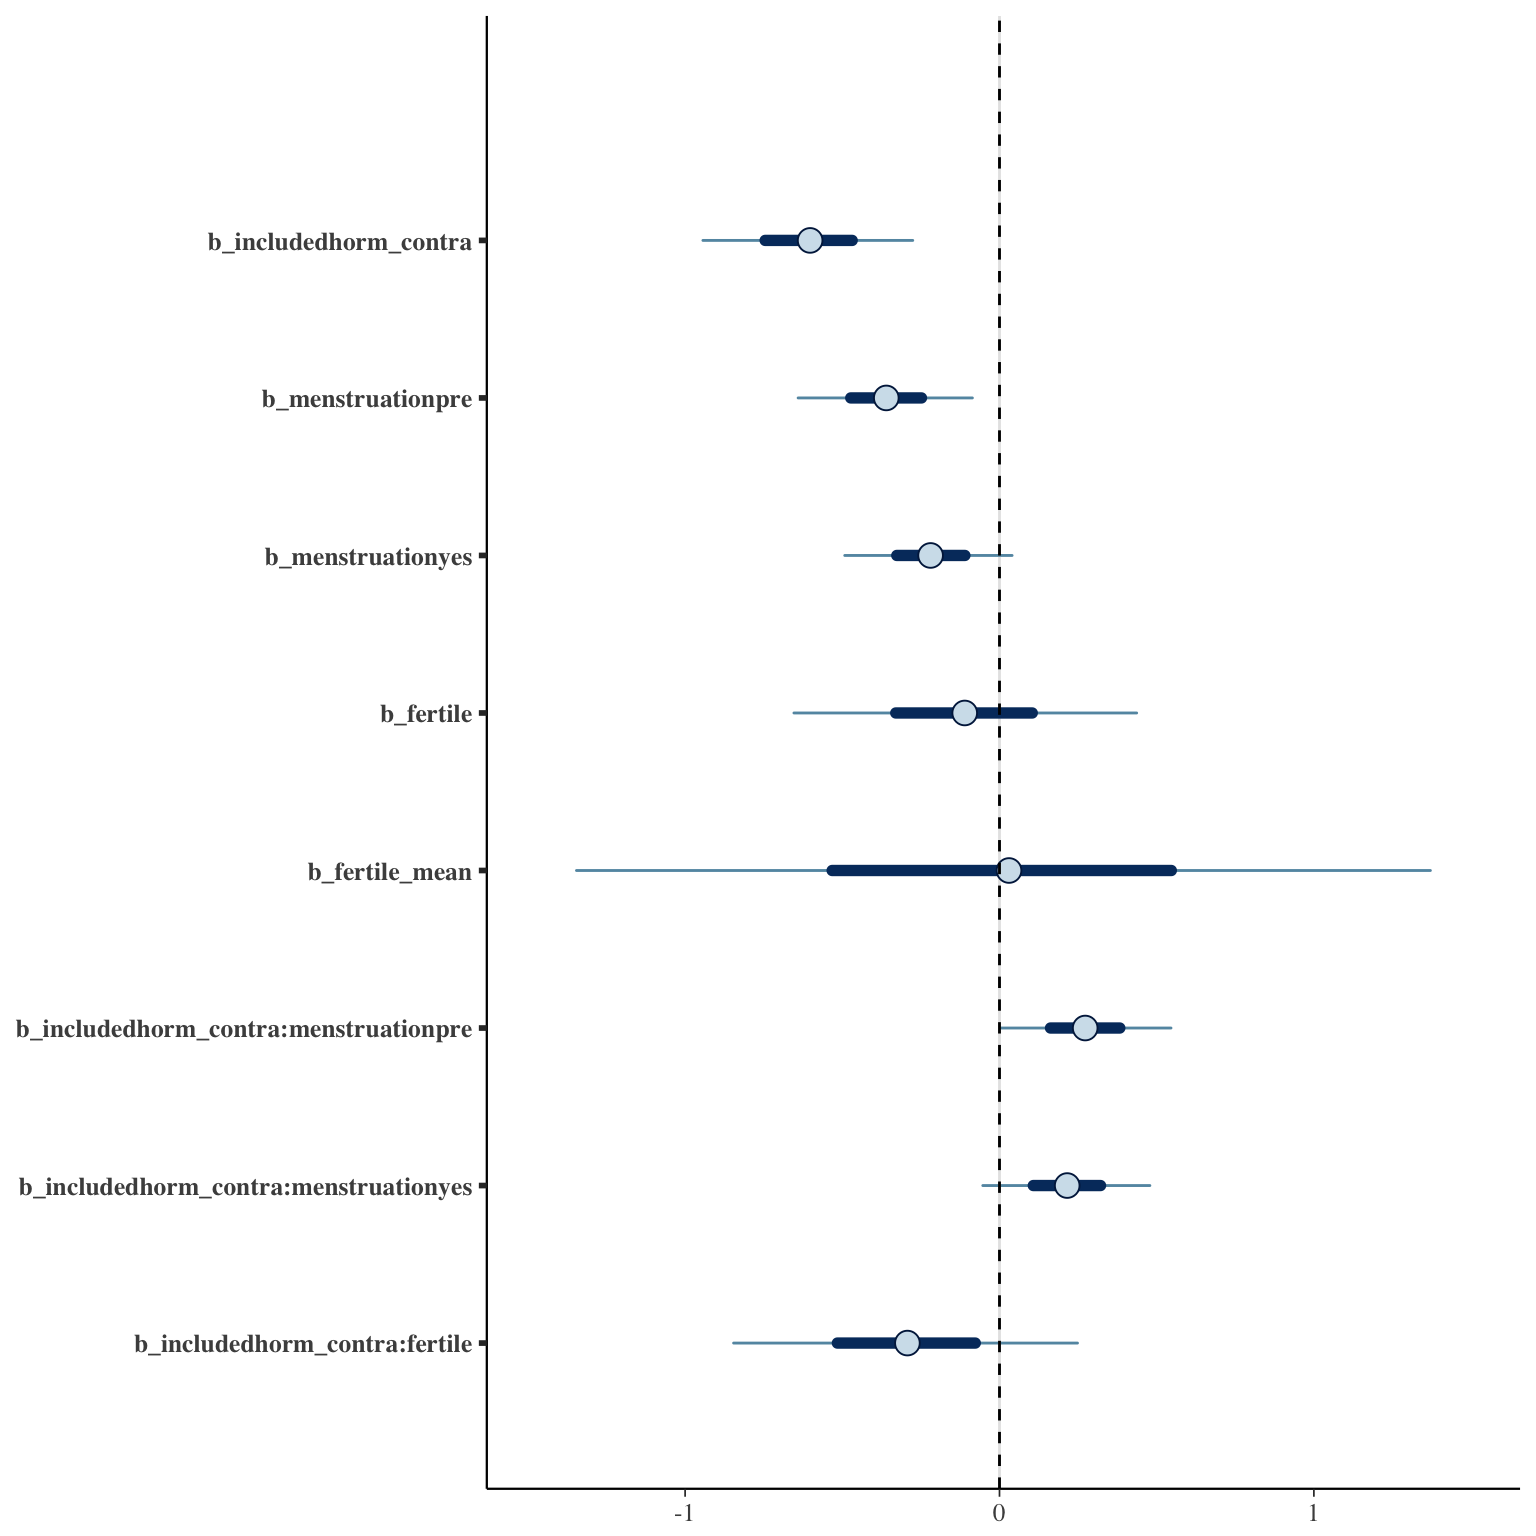 b_includedhorm_contra
b_menstruationpre
b_menstruationyes
b_fertile
b_fertile_mean
b_includedhorm_contra:menstruationpre
b_includedhorm_contra:menstruationyes
b_includedhorm_contra:fertile
-1 0 1